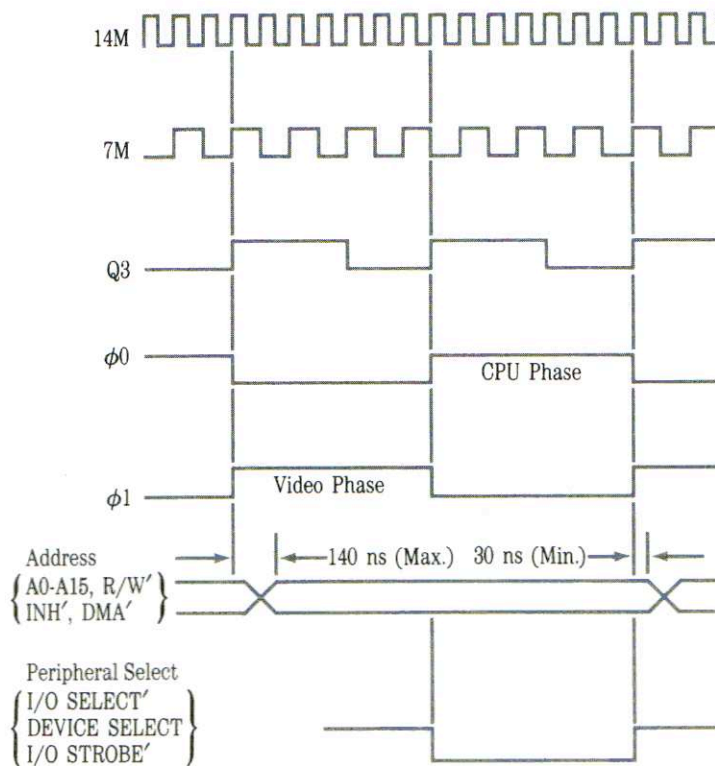 14M
7M
Q3
ϕ0
CPU Phase
ϕ1
Video Phase
Address
140 ns (Max.) 30 ns (Min.)
A0-A15, R/W′
INH′, DMA′
Peripheral Select
I/O SELECT′
DEVICE SELECT
I/O STROBE′